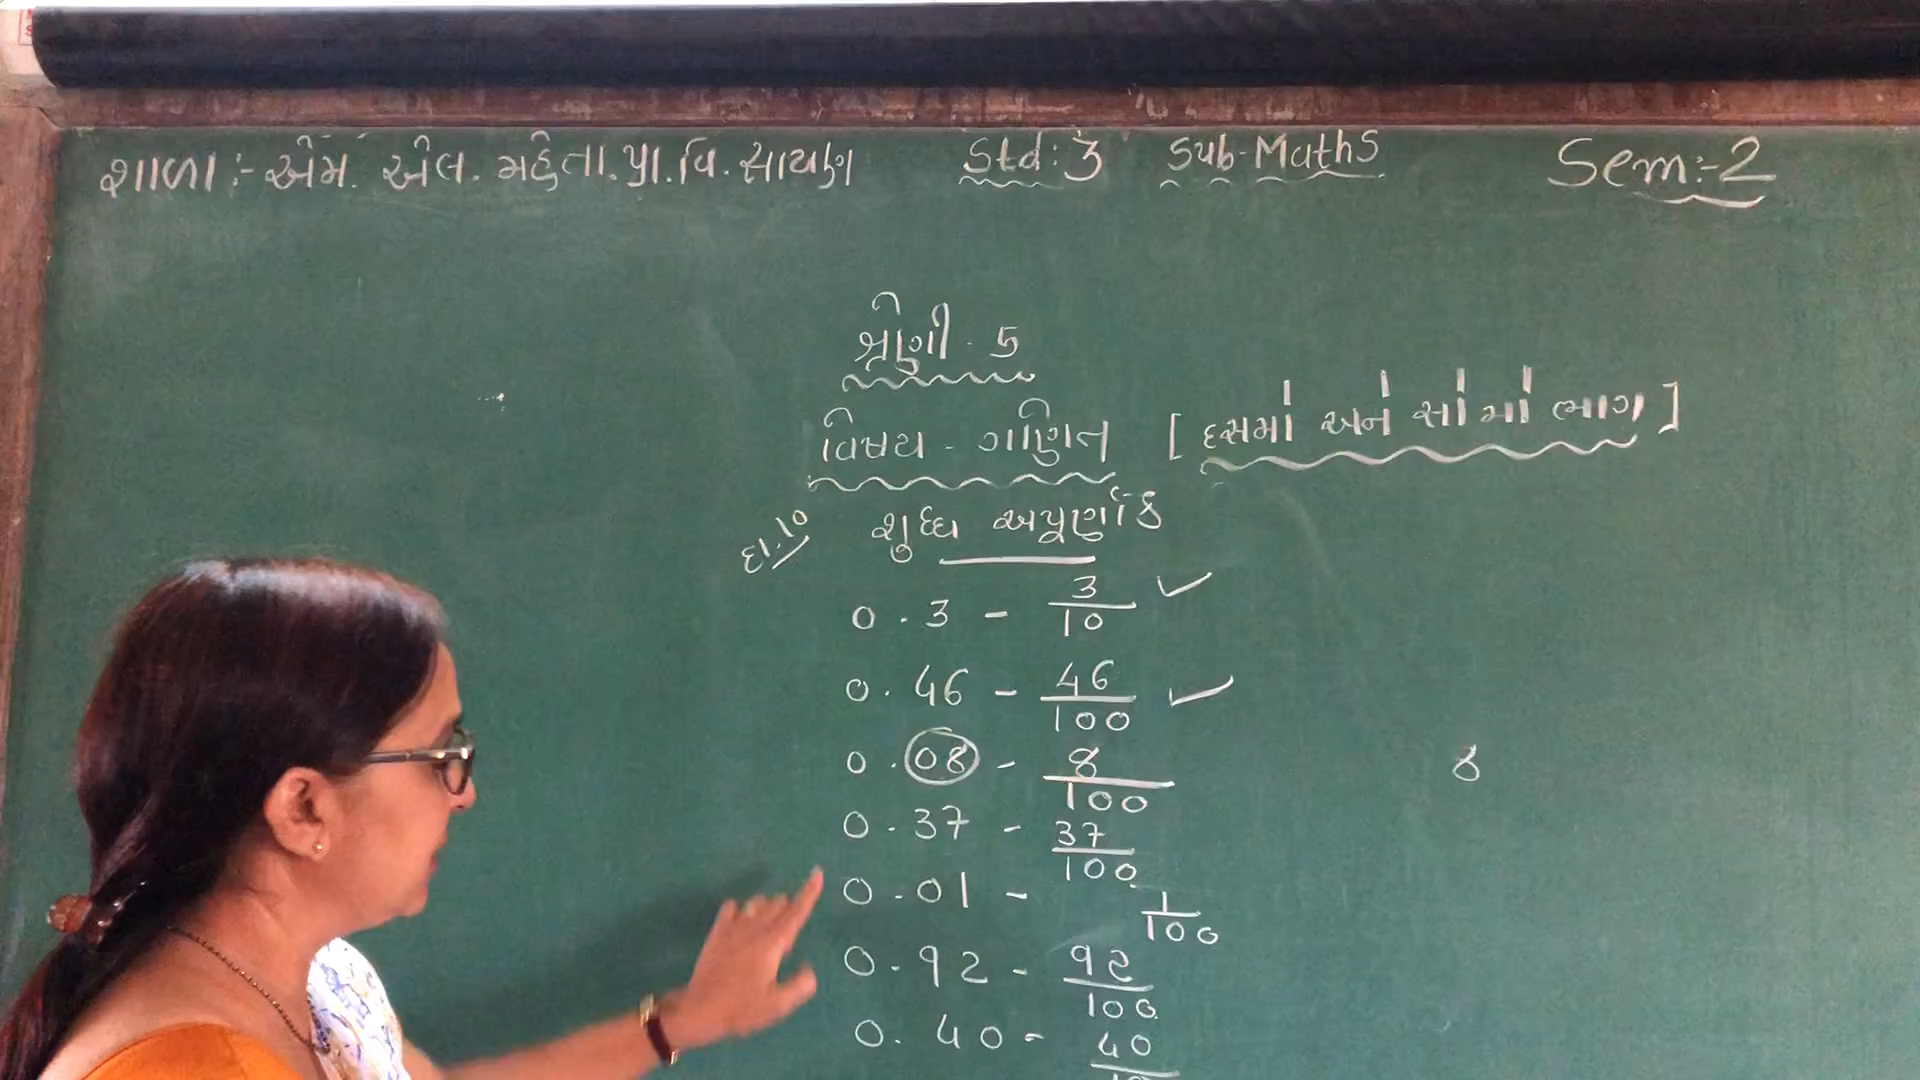 શાળા :- એમ. એલ. મહેતા. પ્રા. વિ. સાયણ Std: 3 Sub-Maths Sem:-2
શ્રેણી - 5
વિષય - ગણિત [ દસમાં અને સોં માં ભાગ ]
દા.10 શુદ્ધ અપૂર્ણાંક
0.3 - 3/10 ✓
0.46 - 46/100 ✓
0.08 - 8/100 8
0.37 - 37/100
0.01 - 1/100
0.92 - 92/100
0.40 - 40